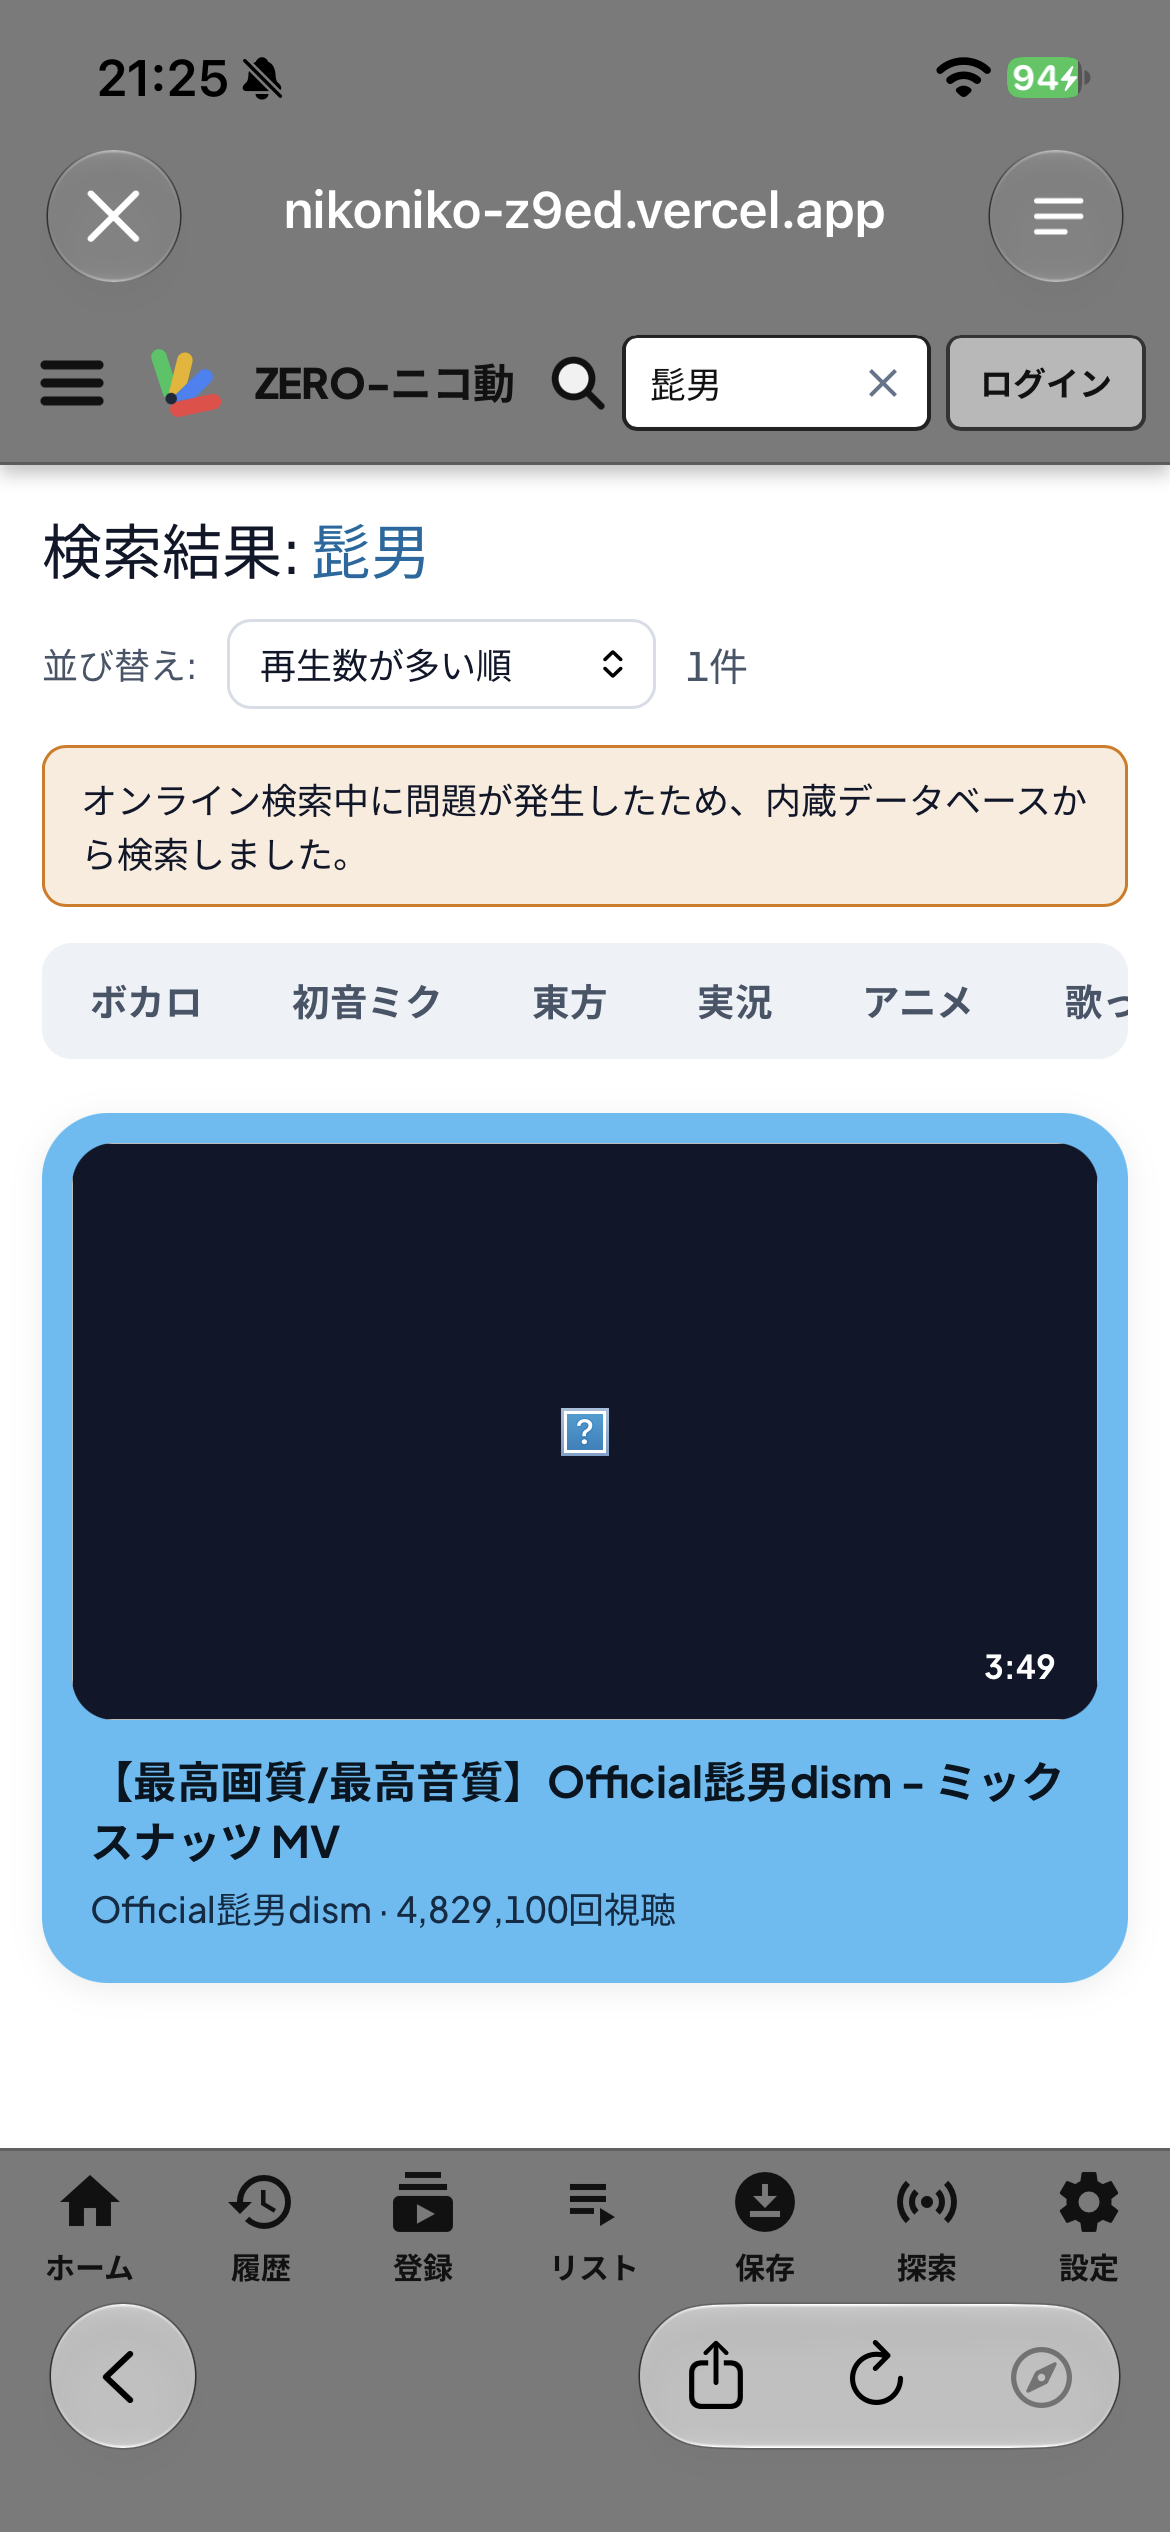 21:25
94
nikoniko-z9ed.vercel.app
ZERO-ニコ動
髭男
ログイン
検索結果: 髭男
並び替え:
再生数が多い順
1件
オンライン検索中に問題が発生したため、内蔵データベースか
ら検索しました。
ボカロ 初音ミク 東方 実況 アニメ 歌っ
?
3:49
【最高画質/最高音質】Official髭男dism - ミック
スナッツ MV
Official髭男dism · 4,829,100回視聴
ホーム 履歴 登録 リスト 保存 探索 設定